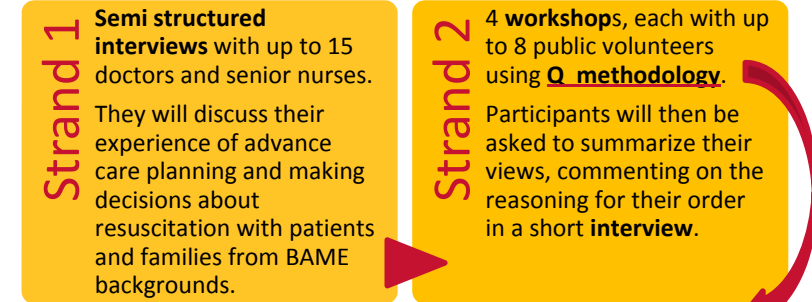 Strand 1
Semi structured
interviews with up to 15
doctors and senior nurses.
They will discuss their
experience of advance
care planning and making
decisions about
resuscitation with patients
and families from BAME
backgrounds.
Strand 2
4 workshops, each with up
to 8 public volunteers
using Q methodology.
Participants will then be
asked to summarize their
views, commenting on the
reasoning for their order
in a short interview.